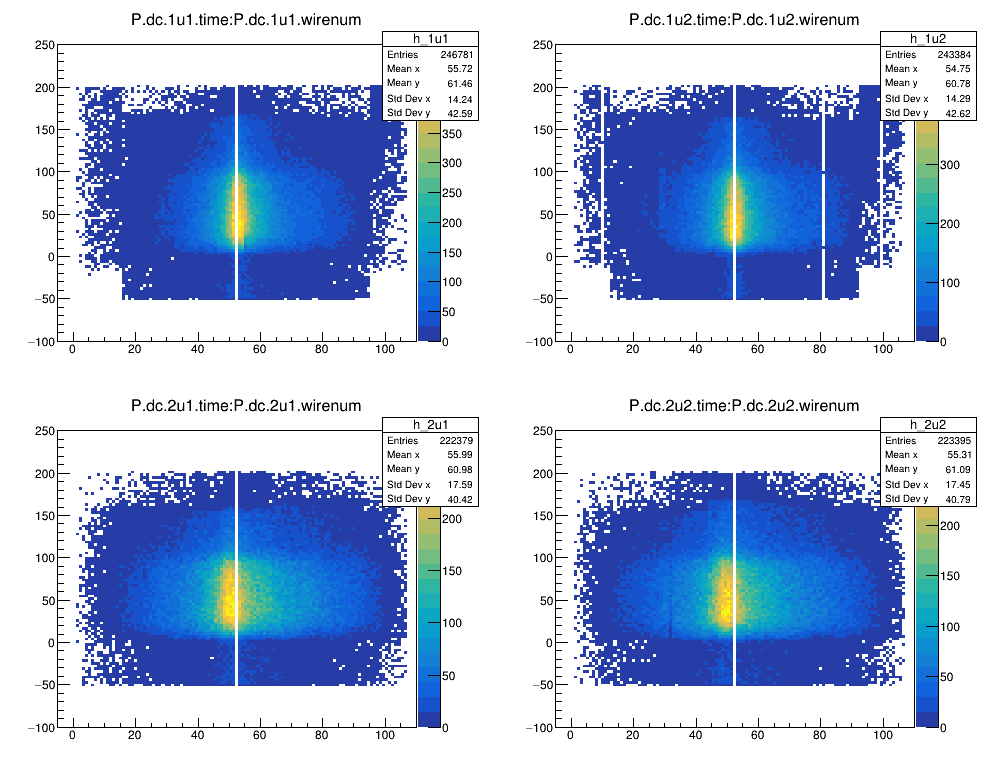 P.dc.1u1.time:P.dc.1u1.wirenum
h_1u1
Entries 246781
Mean x 55.72
Mean y 61.46
Std Dev x 14.24
Std Dev y 42.59
250
200
150
100
50
0
−50
−100
0 20 40 60 80 100
350
300
250
200
150
100
50
0
P.dc.1u2.time:P.dc.1u2.wirenum
h_1u2
Entries 243384
Mean x 54.75
Mean y 60.78
Std Dev x 14.29
Std Dev y 42.62
250
200
150
100
50
0
−50
−100
0 20 40 60 80 100
300
200
100
0
P.dc.2u1.time:P.dc.2u1.wirenum
h_2u1
Entries 222379
Mean x 55.99
Mean y 60.98
Std Dev x 17.59
Std Dev y 40.42
250
200
150
100
50
0
−50
−100
0 20 40 60 80 100
200
150
100
50
0
P.dc.2u2.time:P.dc.2u2.wirenum
h_2u2
Entries 223395
Mean x 55.31
Mean y 61.09
Std Dev x 17.45
Std Dev y 40.79
250
200
150
100
50
0
−50
−100
0 20 40 60 80 100
200
150
100
50
0